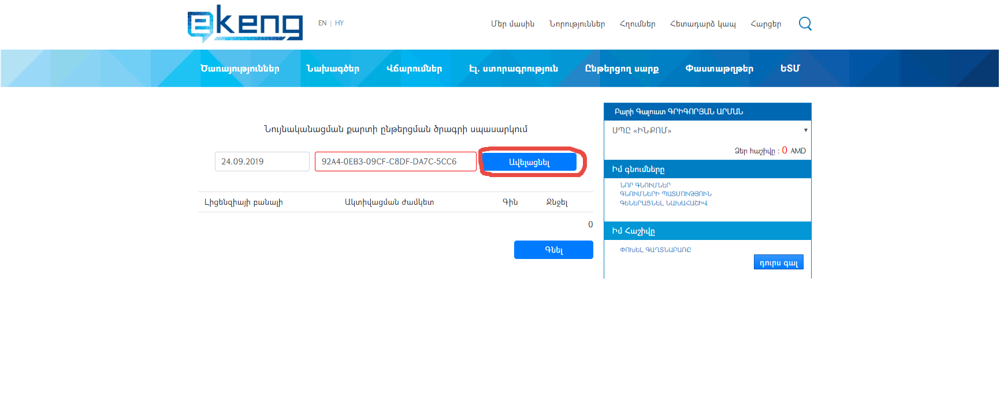 ekeng
EN | HY
Մեր մասին Նորություններ Հղումներ Հետադարձ կապ Հարցեր
Ծառայություններ Նախագծեր Վճարումներ Էլ. ստորագրություն Ընթերցող սարք Փաստաթղթեր ԵՏՄ
Նույնականացման քարտի ընթերցման ծրագրի սպասարկում
24.09.2019 92A4-0EB3-09CF-C8DF-DA7C-5CC6 Ավելացնել
Լիցենզիայի բանալի Ակտիվացման ժամկետ Գին Ջնջել
0
Գնել
Բարի Գալուստ ԳՐԻԳՈՐՅԱՆ ԱՐՄԱՆ
ՍՊԸ «ԻՆՔՈՄ»
Ձեր հաշիվը : 0 AMD
Իմ գնումները
ՆՈՐ ԳՆՈՒՄՆԵՐ
ԳՆՈՒՄՆԵՐԻ ՊԱՏՄՈՒԹՅՈՒՆ
ԳԵՆԵՐԱՑՆԵԼ ՆԱԽԱՀԱՇԻՎ
Իմ Հաշիվը
ՓՈԽԵԼ ԳԱՂՏՆԱԲԱՌԸ
դուրս գալ